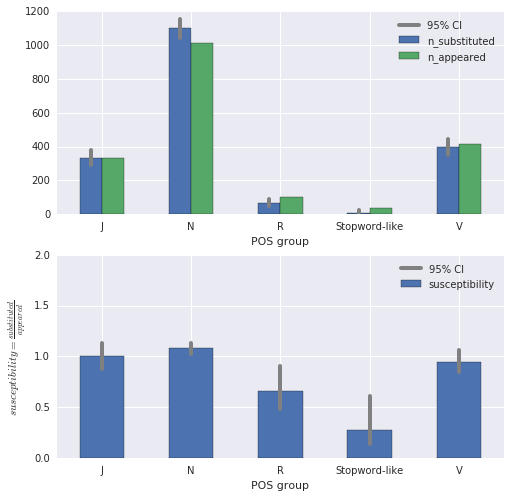 1200
1000
800
600
400
200
0
95% CI
n_substituted
n_appeared
J N R Stopword-like V
POS group
2.0
1.5
1.0
0.5
0.0
susceptibility = substituted / appeared
95% CI
susceptibility
J N R Stopword-like V
POS group